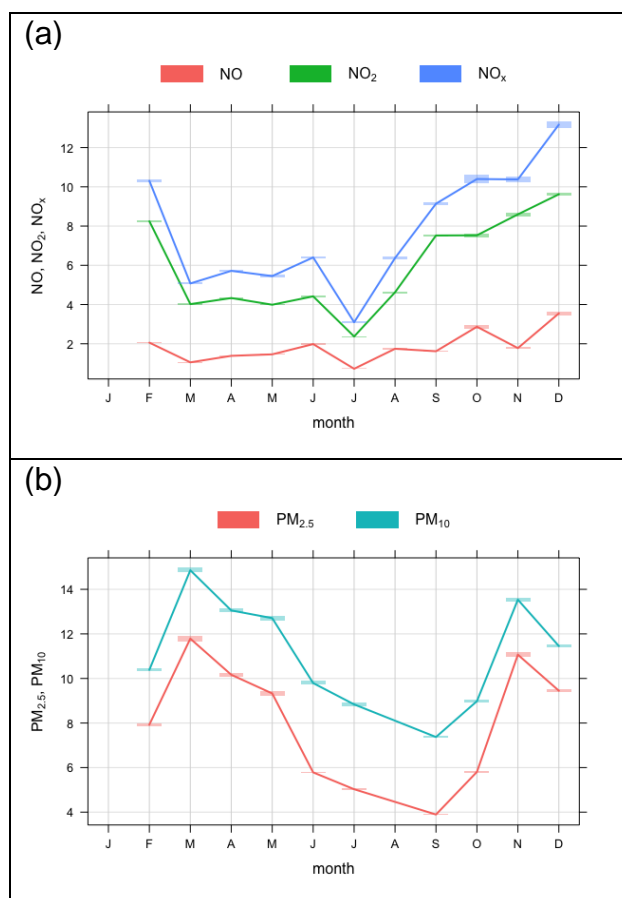 (a)
NO NO₂ NOₓ
12
10
8
6
4
2
NO, NO₂, NOₓ
J F M A M J J A S O N D
month
(b)
PM₂.₅ PM₁₀
14
12
10
8
6
4
PM₂.₅, PM₁₀
J F M A M J J A S O N D
month